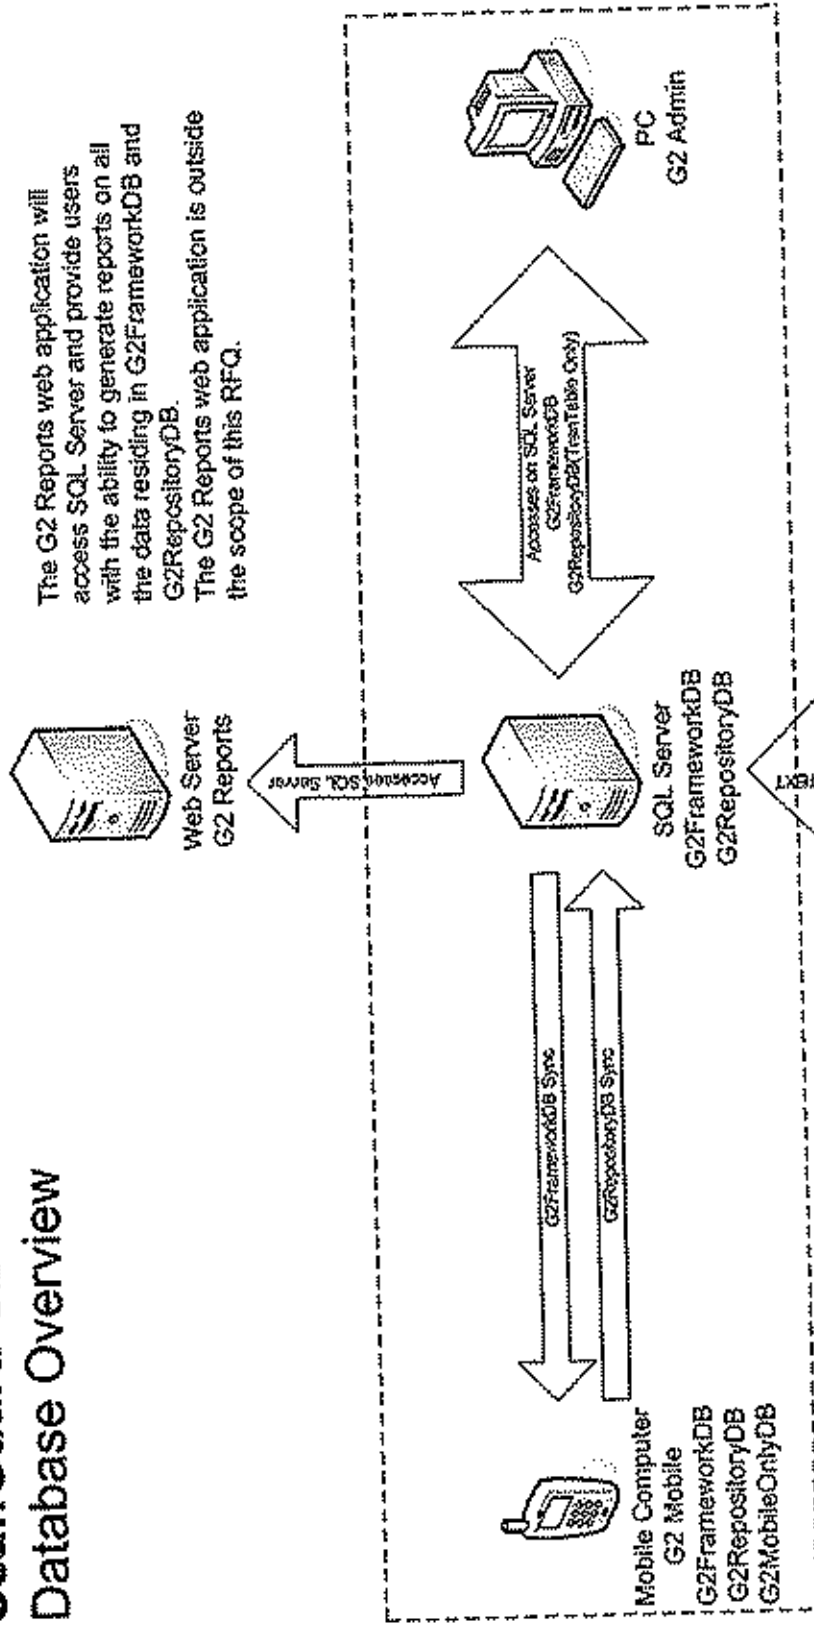 Database Overview
The G2 Reports web application will
access SQL Server and provide users
with the ability to generate reports on all
the data residing in G2FrameworkDB and
G2RepositoryDB.
The G2 Reports web application is outside
the scope of this RFQ.
Web Server
G2 Reports
Accesses SQL Server
Mobile Computer
G2 Mobile
G2FrameworkDB
G2RepositoryDB
G2MobileOnlyDB
G2FrameworkDB Sync
G2RepositoryDB Sync
SQL Server
G2FrameworkDB
G2RepositoryDB
Accesses on SQL Server
G2FrameworkDB
G2RepositoryDB(TranTable Only)
PC
G2 Admin